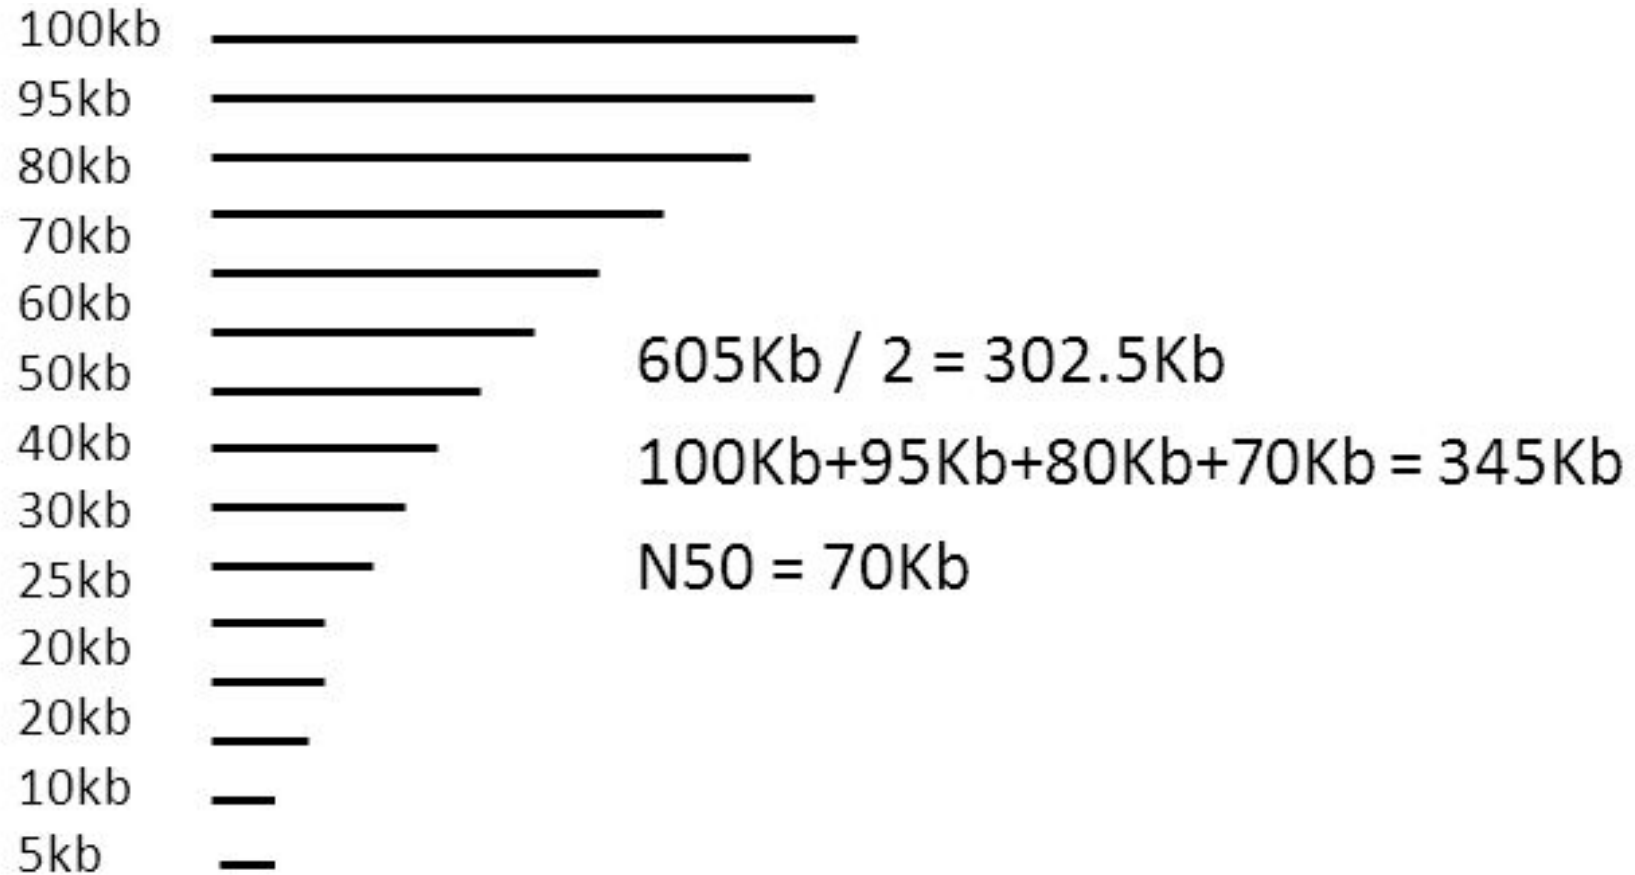 100kb
95kb
80kb
70kb
60kb
50kb
40kb
30kb
25kb
20kb
20kb
10kb
5kb
605Kb / 2 = 302.5Kb
100Kb+95Kb+80Kb+70Kb = 345Kb
N50 = 70Kb